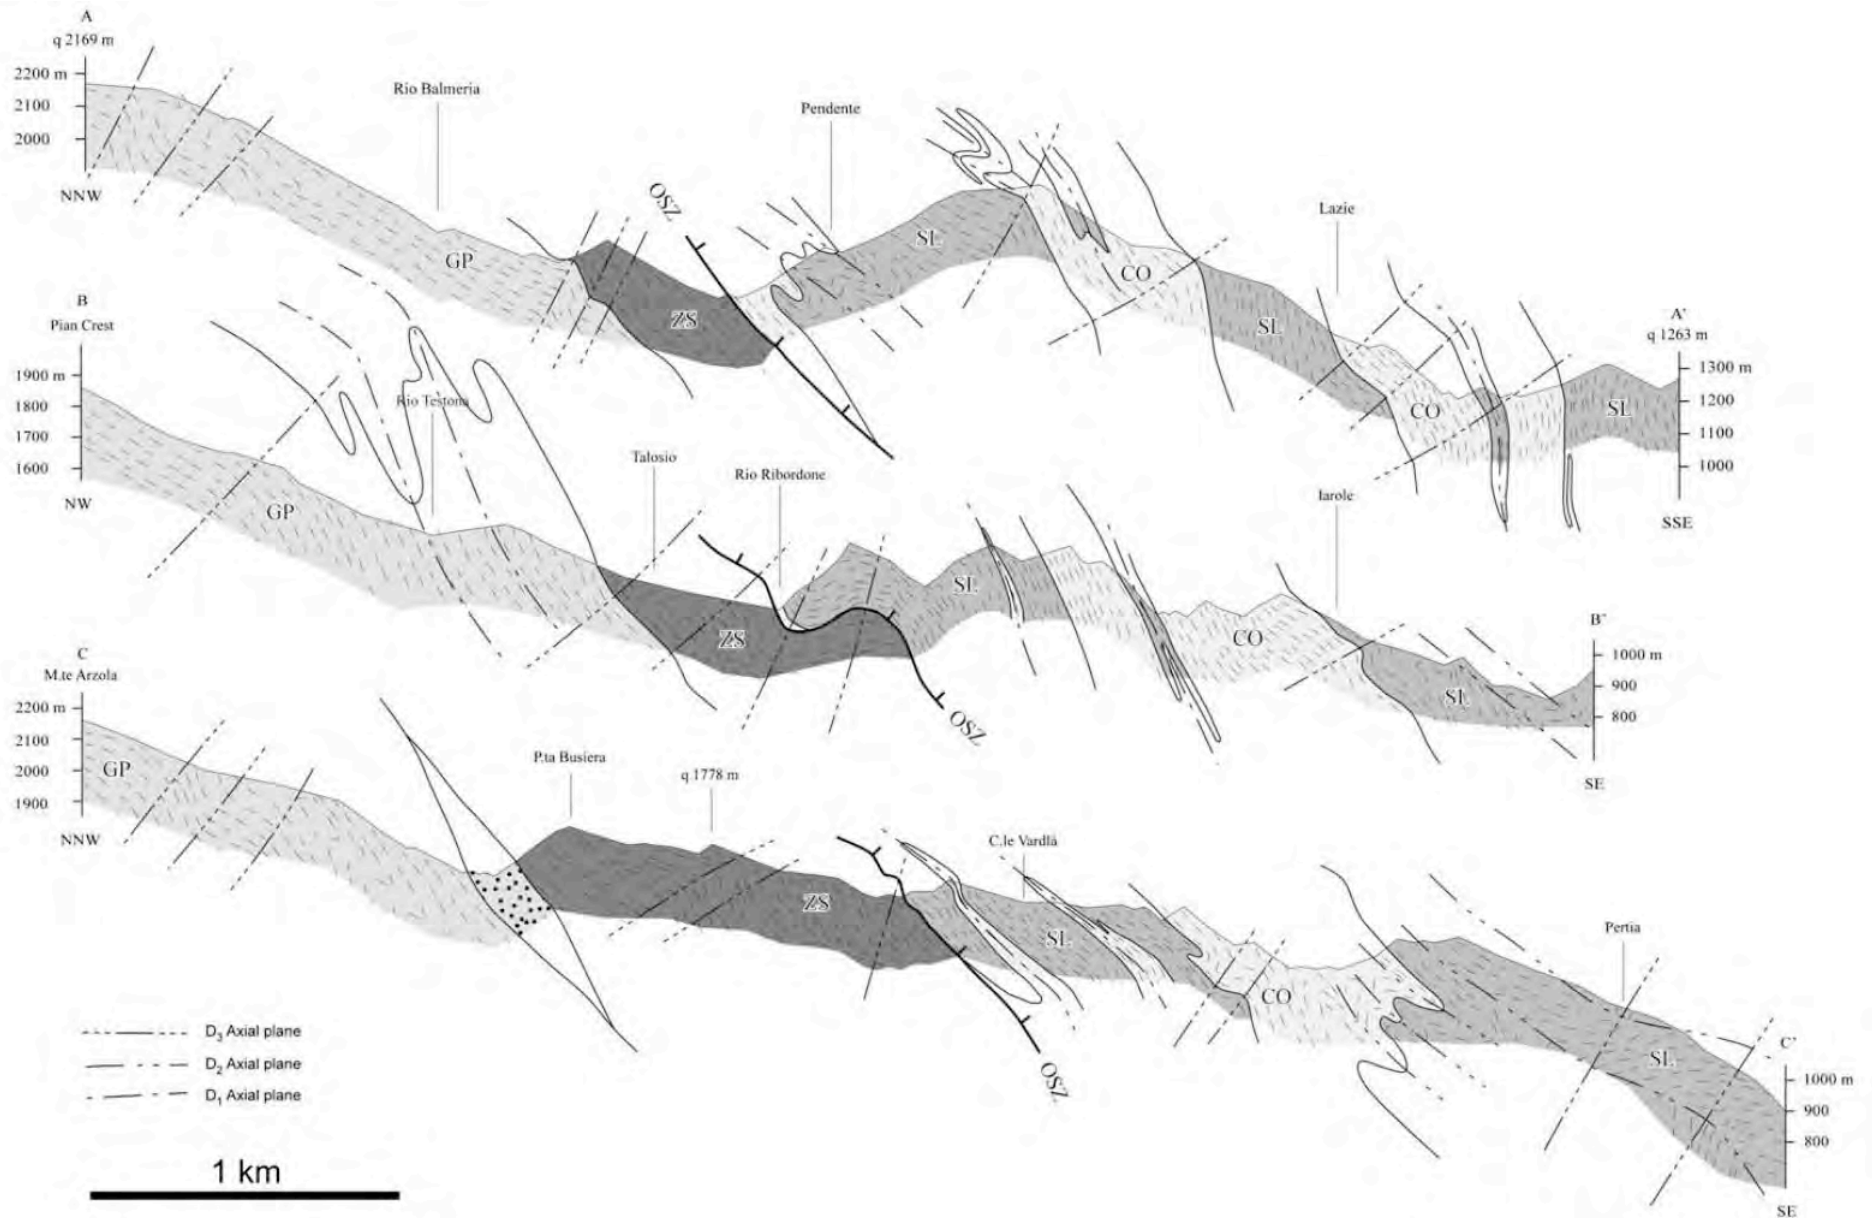 A
q 2169 m
2200 m
2100
2000
NNW
Rio Balmeria
GP
OSZ
ZS
Pendente
SL
CO
SL
Lazie
CO
SL
A'
q 1263 m
1300 m
1200
1100
1000
SSE
B
Pian Crest
1900 m
1800
1700
1600
NW
GP
Rio Testona
Talosio
Rio Ribordone
ZS
SL
OSZ
CO
Iarole
SL
B'
1000 m
900
800
SE
C
M.te Arzola
2200 m
2100
2000
1900
NNW
GP
P.ta Busiera
q 1778 m
ZS
C.le Vardlà
SL
OSZ
CO
Pertia
SL
C'
1000 m
900
800
SE
D3 Axial plane
D2 Axial plane
D1 Axial plane
1 km